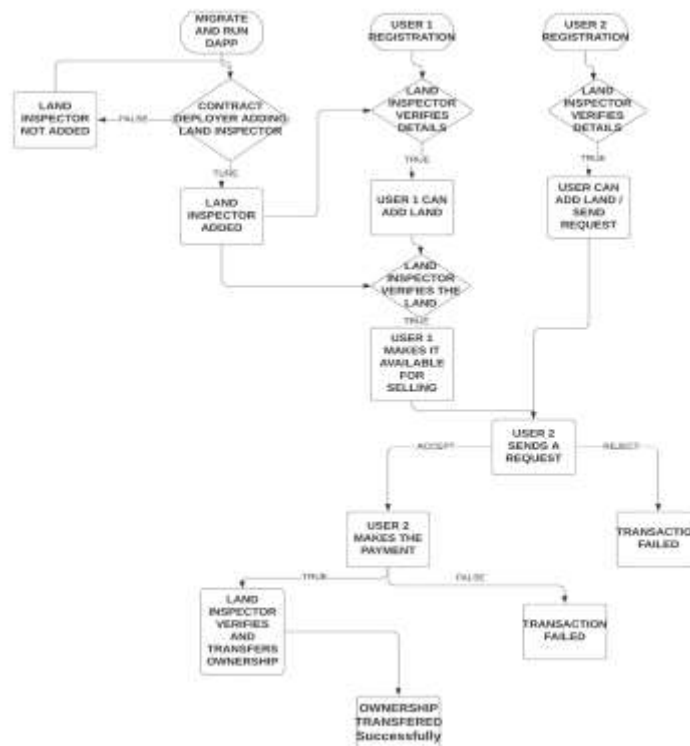 MIGRATE
AND RUN
DAPP
USER 1
REGISTRATION
USER 2
REGISTRATION
LAND
INSPECTOR
NOT ADDED
FALSE
CONTRACT
DEPLOYER ADDING
LAND INSPECTOR
LAND
INSPECTOR
VERIFIES
DETAILS
LAND
INSPECTOR
VERIFIES
DETAILS
TRUE
TRUE
LAND
INSPECTOR
ADDED
USER 1 CAN
ADD LAND
USER CAN
ADD LAND /
SEND
REQUEST
LAND
INSPECTOR
VERIFIES THE
LAND
TRUE
USER 1
MAKES IT
AVAILABLE
FOR
SELLING
USER 2
SENDS A
REQUEST
ACCEPT
REJECT
USER 2
MAKES THE
PAYMENT
TRANSACTION
FAILED
TRUE
FALSE
LAND
INSPECTOR
VERIFIES
AND
TRANSFERS
OWNERSHIP
TRANSACTION
FAILED
OWNERSHIP
TRANSFERED
Successfully